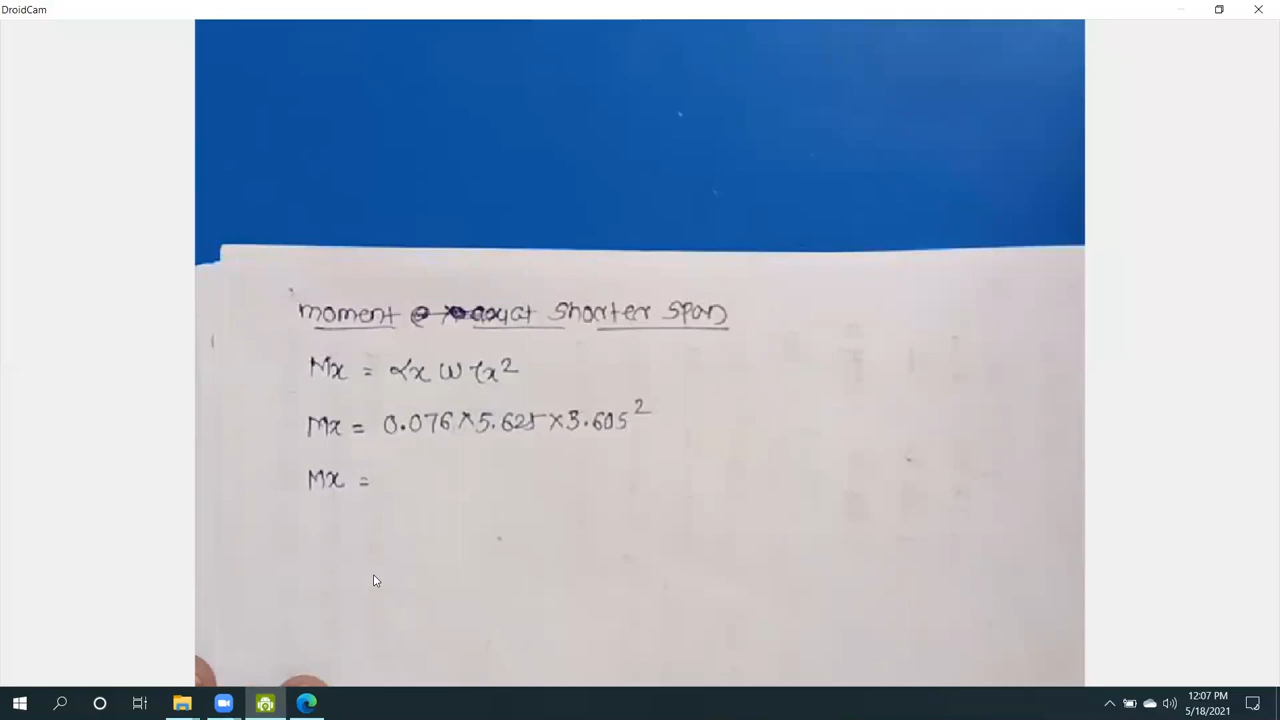 DroidCam
moment shorter span
Mx = αx ω lx²
Mx = 0.076×5.625×3.605²
Mx =
12:07 PM
5/18/2021